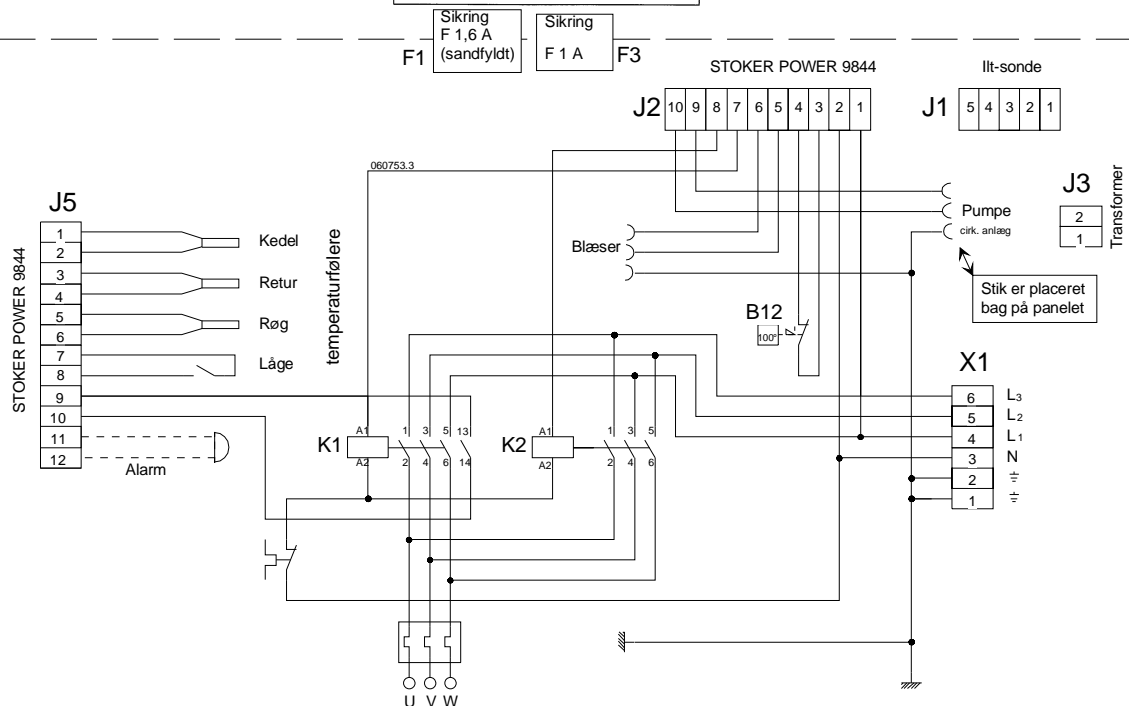 Sikring
F 1,6 A
(sandfyldt)
F1
Sikring
F 1 A
F3
STOKER POWER 9844
Ilt-sonde
J2
10 9 8 7 6 5 4 3 2 1
J1
5 4 3 2 1
060753.3
J5
STOKER POWER 9844
1
2
3
4
5
6
7
8
9
10
11
12
Kedel
Retur
Røg
Låge
Alarm
temperaturfølere
Blæser
Pumpe
cirk. anlæg
J3
2
1
Transformer
Stik er placeret
bag på panelet
B12
100°
X1
6 L3
5 L2
4 L1
3 N
2
1
A1 1 3 5 13
K1
A2 2 4 6 14
A1 1 3 5
K2
A2 2 4 6
U V W